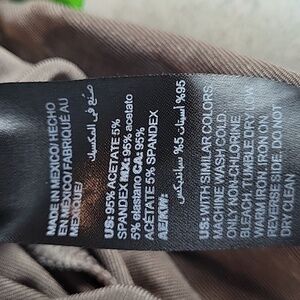 MADE IN MEXICO/ HECHO
EN MEXICO/ FABRIQUÉ AU
MEXIQUE/
صنع في المكسيك
US: 95% ACETATE 5%
SPANDEX MX: 95% acetato
5% elastano CA: 95%
ACETATE 5% SPANDEX
AE/KW:
95% أسيتات 5% سباندیکس
US: WITH SIMILAR COLORS,
MACHINE WASH COLD
ONLY NON-CHLORINE,
BLEACH, TUMBLE DRY LOW
WARM IRON, IRON ON
REVERSE SIDE, DO NOT
DRY CLEAN